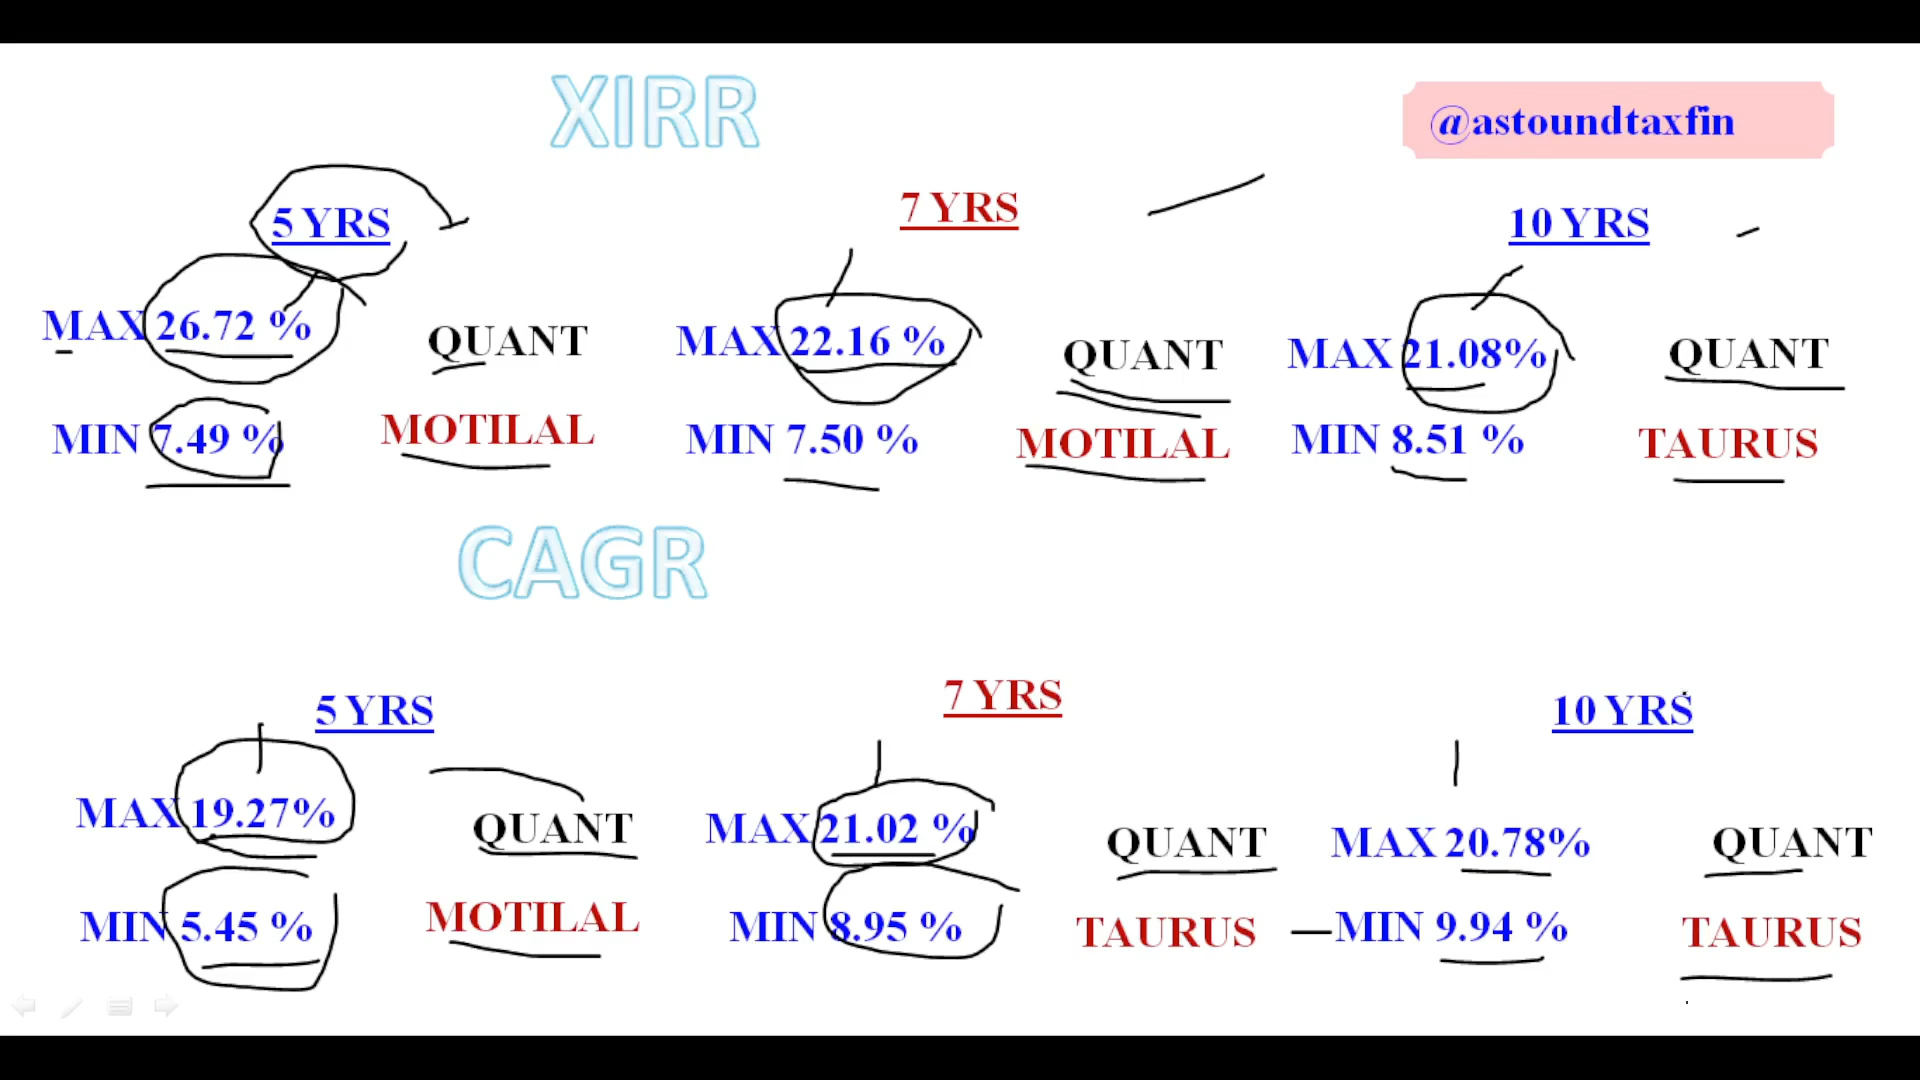 XIRR
@astoundtaxfin
5 YRS
7 YRS
10 YRS
MAX 26.72 %
QUANT
MAX 22.16 %
QUANT
MAX 21.08%
QUANT
MIN 7.49 %
MOTILAL
MIN 7.50 %
MOTILAL
MIN 8.51 %
TAURUS
CAGR
5 YRS
7 YRS
10 YRS
MAX 19.27%
QUANT
MAX 21.02 %
QUANT
MAX 20.78%
QUANT
MIN 5.45 %
MOTILAL
MIN 8.95 %
TAURUS
MIN 9.94 %
TAURUS